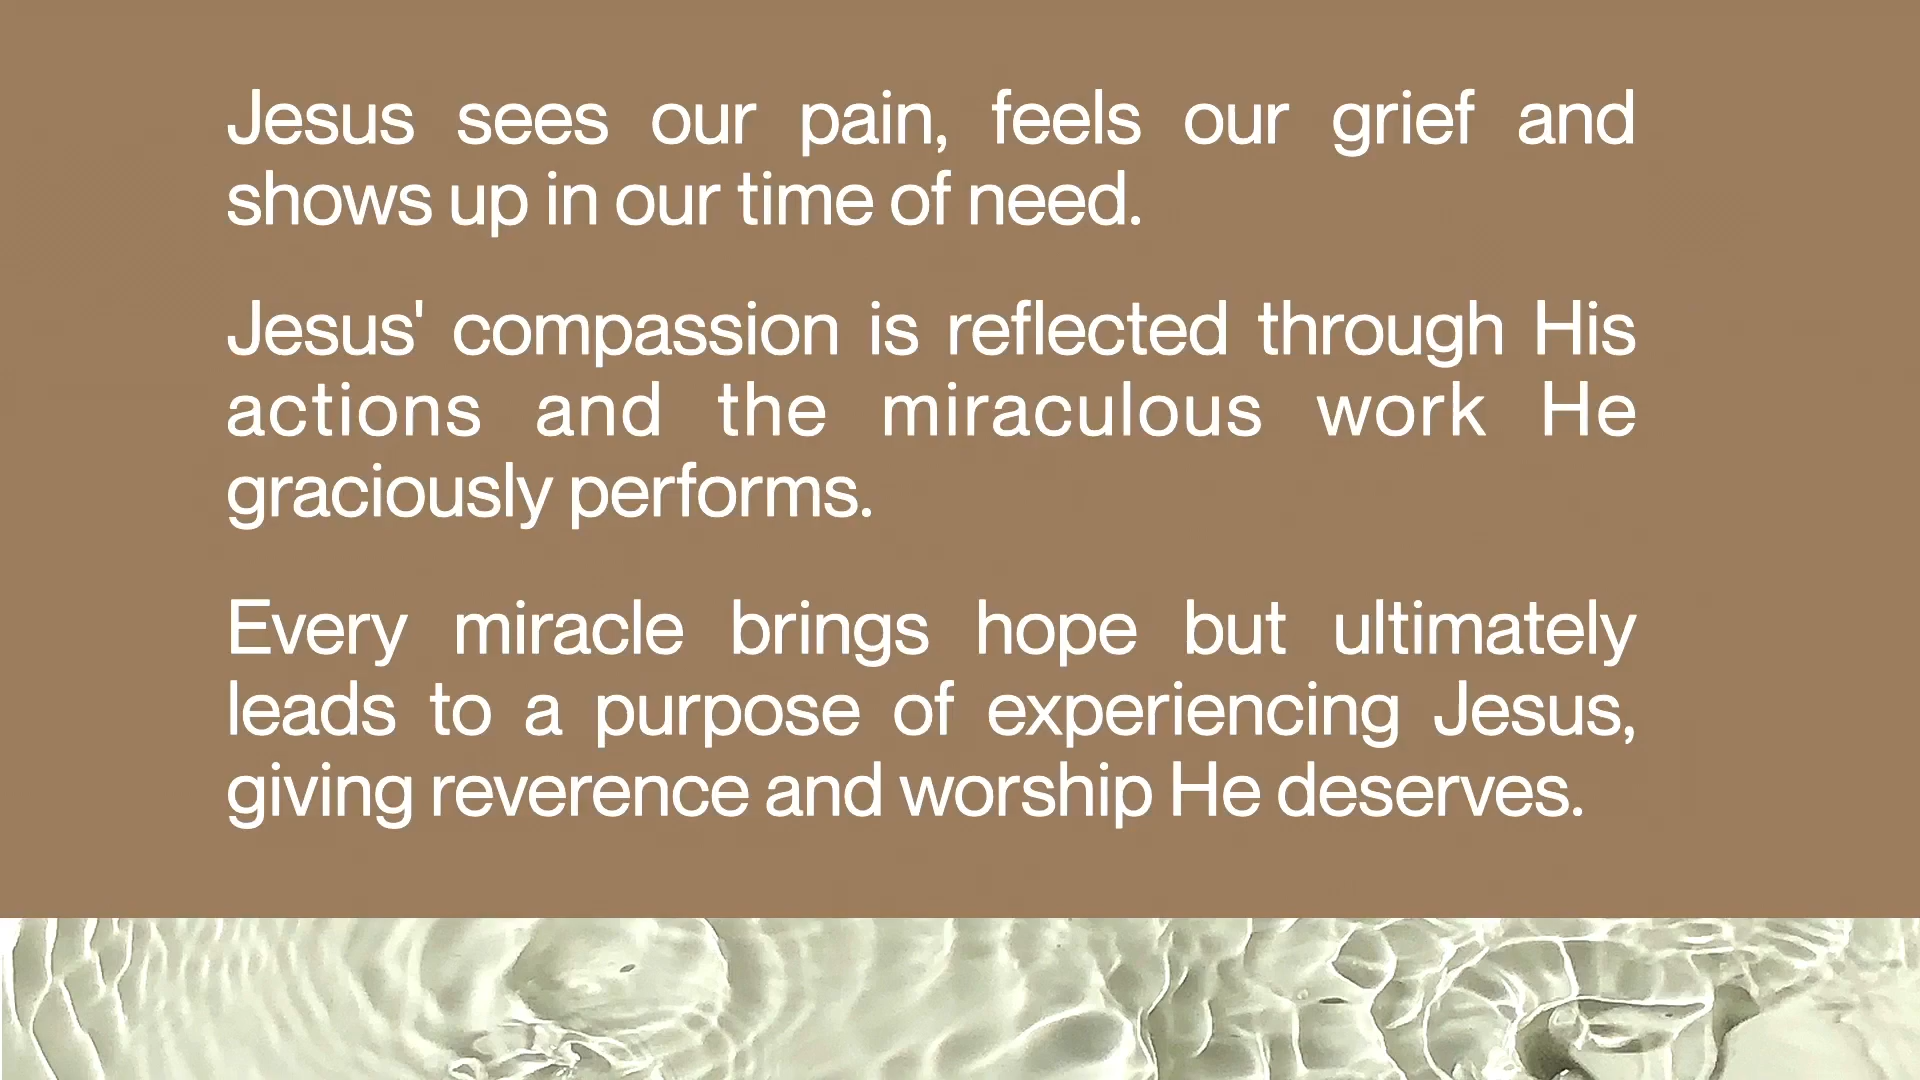 Jesus sees our pain, feels our grief and
shows up in our time of need.
Jesus' compassion is reflected through His
actions and the miraculous work He
graciously performs.
Every miracle brings hope but ultimately
leads to a purpose of experiencing Jesus,
giving reverence and worship He deserves.